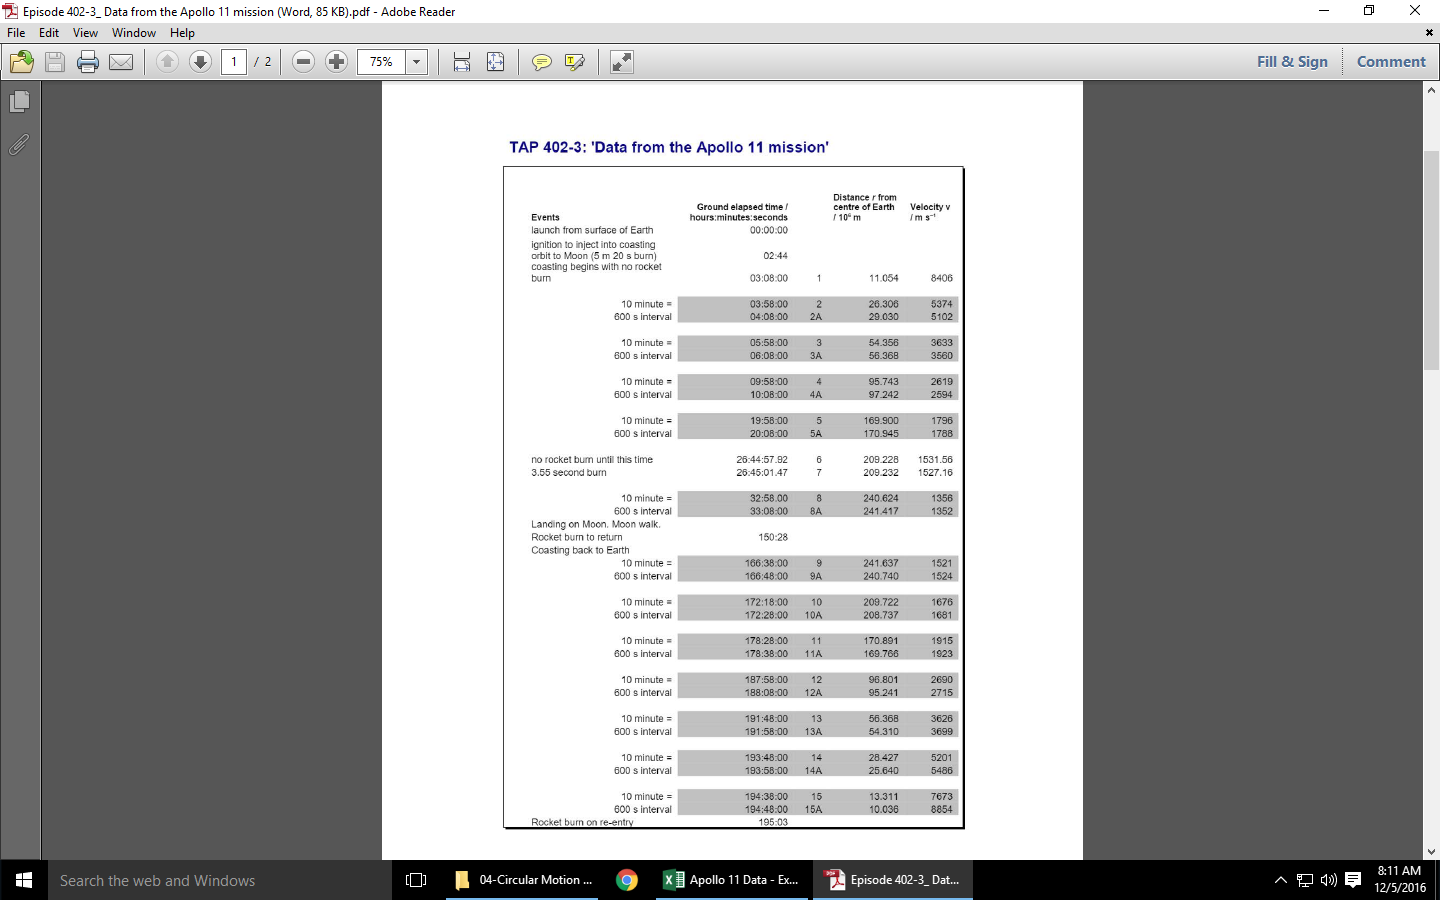 Episode 402-3_ Data from the Apollo 11 mission (Word, 85 KB).pdf - Adobe Reader
File Edit View Window Help
1 / 2 75% Fill & Sign Comment
TAP 402-3: 'Data from the Apollo 11 mission'
Events Ground elapsed time / hours:minutes:seconds Distance r from centre of Earth / 10⁶ m Velocity v / m s⁻¹
launch from surface of Earth 00:00:00
ignition to inject into coasting
orbit to Moon (5 m 20 s burn) 02:44
coasting begins with no rocket
burn 03:08:00 1 11.054 8406
10 minute = 03:58:00 2 26.306 5374
600 s interval 04:08:00 2A 29.030 5102
10 minute = 05:58:00 3 54.356 3633
600 s interval 06:08:00 3A 56.368 3560
10 minute = 09:58:00 4 95.743 2619
600 s interval 10:08:00 4A 97.242 2594
10 minute = 19:58:00 5 169.900 1796
600 s interval 20:08:00 5A 170.945 1788
no rocket burn until this time 26:44:57.92 6 209.228 1531.56
3.55 second burn 26:45:01.47 7 209.232 1527.16
10 minute = 32:58.00 8 240.624 1356
600 s interval 33:08:00 8A 241.417 1352
Landing on Moon. Moon walk.
Rocket burn to return 150:28
Coasting back to Earth
10 minute = 166:38:00 9 241.637 1521
600 s interval 166:48:00 9A 240.740 1524
10 minute = 172:18:00 10 209.722 1676
600 s interval 172:28:00 10A 208.737 1681
10 minute = 178:28:00 11 170.891 1915
600 s interval 178:38:00 11A 169.766 1923
10 minute = 187:58:00 12 96.801 2690
600 s interval 188:08:00 12A 95.241 2715
10 minute = 191:48:00 13 56.368 3626
600 s interval 191:58:00 13A 54.310 3699
10 minute = 193:48:00 14 28.427 5201
600 s interval 193:58:00 14A 25.640 5486
10 minute = 194:38:00 15 13.311 7673
600 s interval 194:48:00 15A 10.036 8854
Rocket burn on re-entry 195:03
Search the web and Windows 04-Circular Motion ... Apollo 11 Data - Ex... Episode 402-3_ Dat... 8:11 AM
12/5/2016